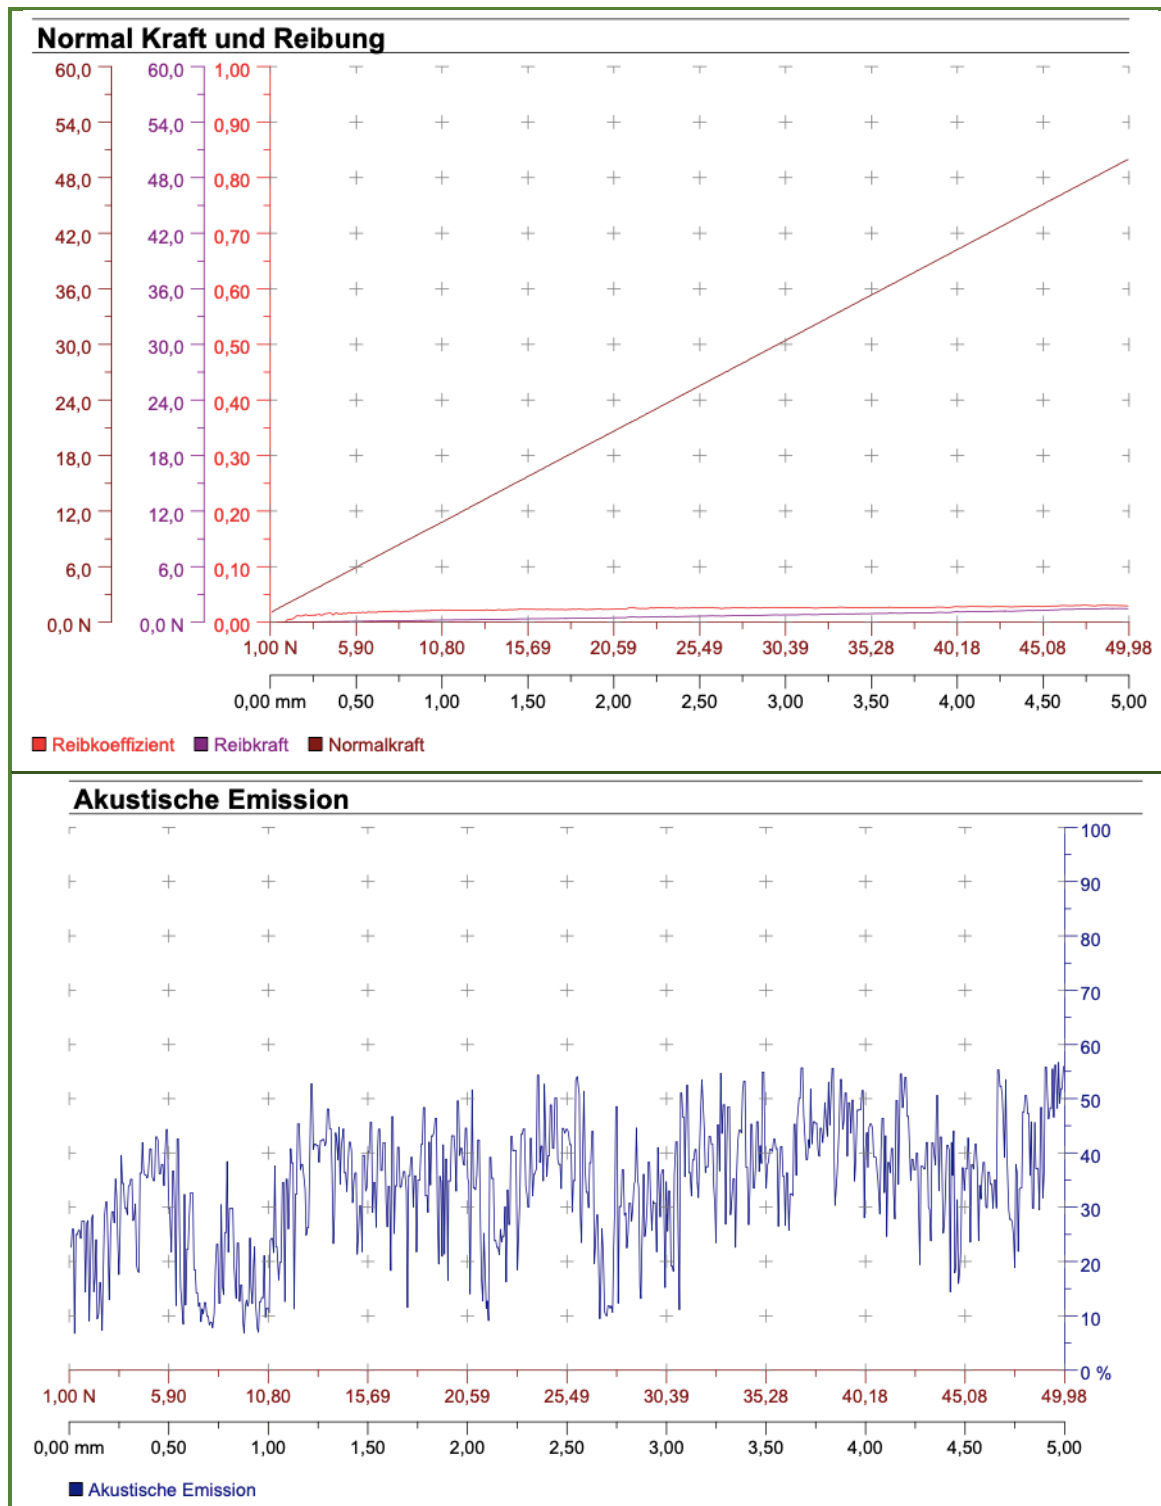 Normal Kraft und Reibung
60,0 60,0 1,00
54,0 54,0 0,90
48,0 48,0 0,80
42,0 42,0 0,70
36,0 36,0 0,60
30,0 30,0 0,50
24,0 24,0 0,40
18,0 18,0 0,30
12,0 12,0 0,20
6,0 6,0 0,10
0,0 N 0,0 N 0,00
1,00 N 5,90 10,80 15,69 20,59 25,49 30,39 35,28 40,18 45,08 49,98
0,00 mm 0,50 1,00 1,50 2,00 2,50 3,00 3,50 4,00 4,50 5,00
Reibkoeffizient Reibkraft Normalkraft
Akustische Emission
100
90
80
70
60
50
40
30
20
10
0 %
1,00 N 5,90 10,80 15,69 20,59 25,49 30,39 35,28 40,18 45,08 49,98
0,00 mm 0,50 1,00 1,50 2,00 2,50 3,00 3,50 4,00 4,50 5,00
Akustische Emission